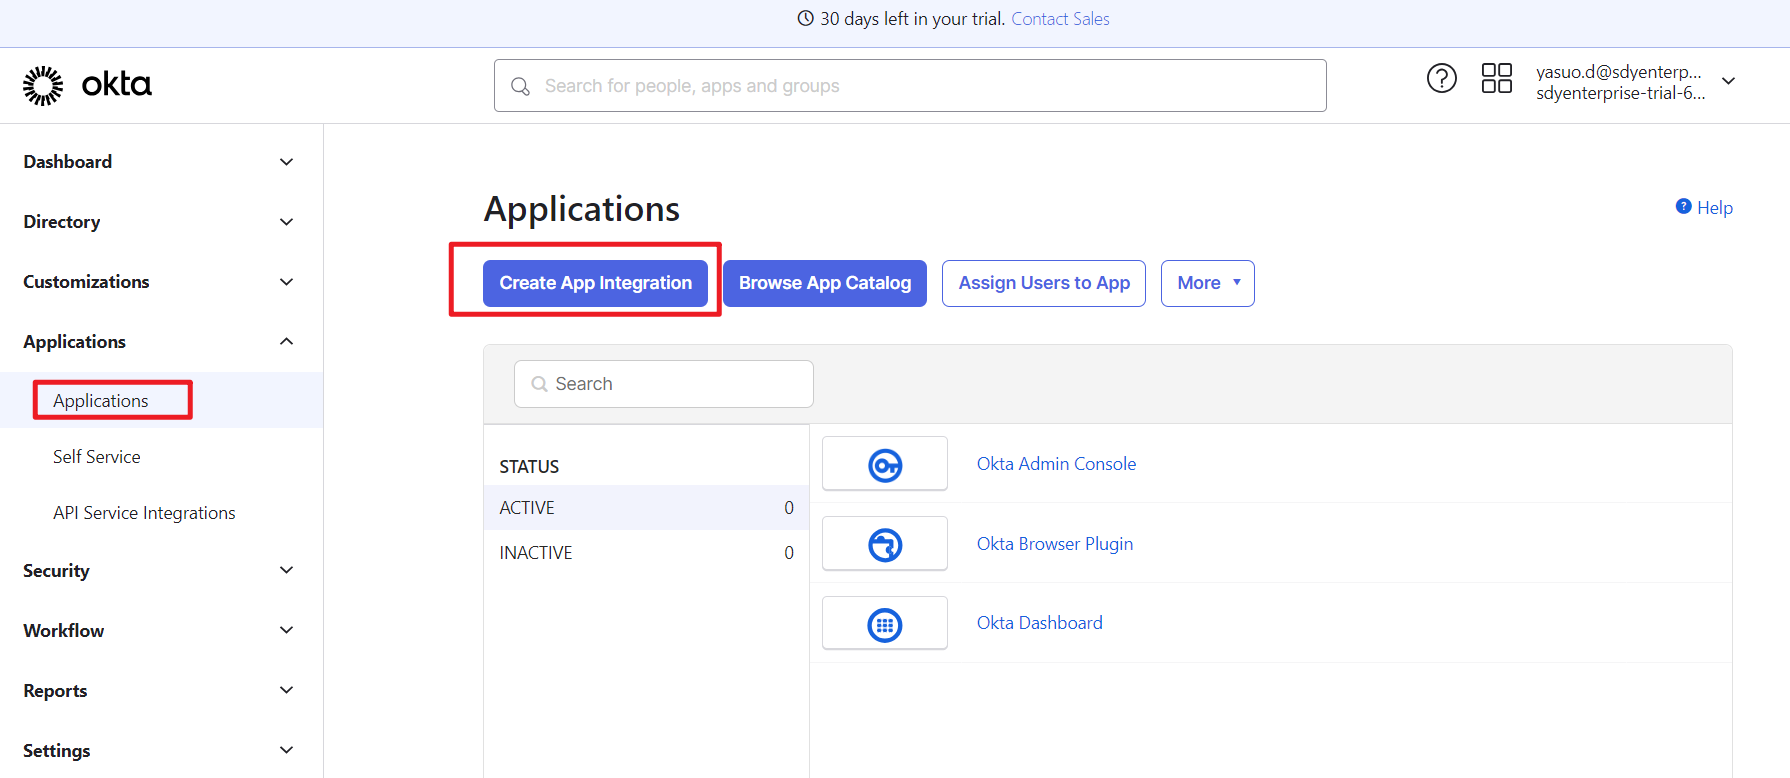 30 days left in your trial. Contact Sales
okta
Search for people, apps and groups
yasuo.d@sdyenterp...
sdyenterprise-trial-6...
Dashboard
Directory
Customizations
Applications
Applications
Self Service
API Service Integrations
Security
Workflow
Reports
Settings
Applications
Help
Create App Integration
Browse App Catalog
Assign Users to App
More
Search
STATUS
ACTIVE 0
INACTIVE 0
Okta Admin Console
Okta Browser Plugin
Okta Dashboard